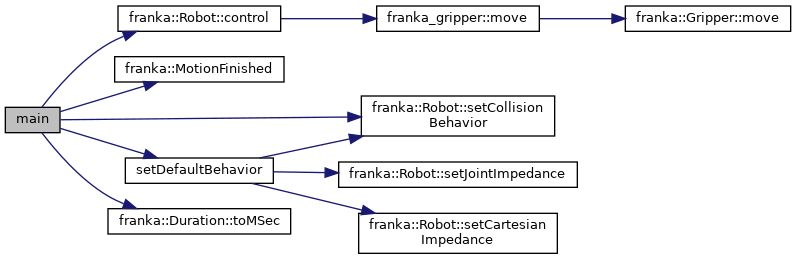 franka::Robot::control
franka_gripper::move
franka::Gripper::move
franka::MotionFinished
main
franka::Robot::setCollision
Behavior
setDefaultBehavior
franka::Robot::setJointImpedance
franka::Duration::toMSec
franka::Robot::setCartesian
Impedance